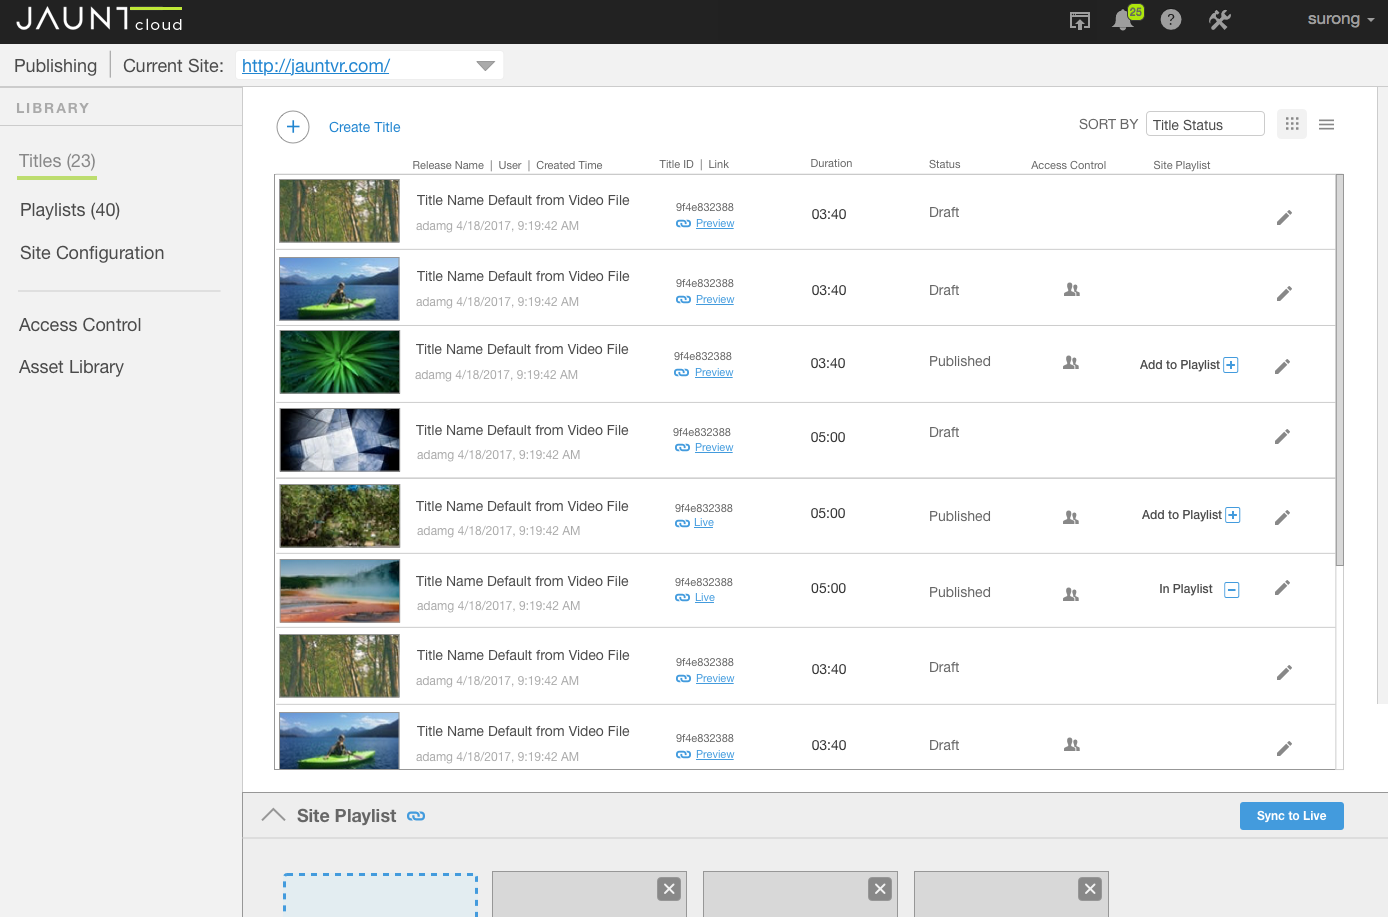 JAUNT cloud
25
?
surong
Publishing
Current Site:
http://jauntvr.com/
LIBRARY
Titles (23)
Playlists (40)
Site Configuration
Access Control
Asset Library
+ Create Title
SORT BY Title Status
Release Name | User | Created Time Title ID | Link Duration Status Access Control Site Playlist
Title Name Default from Video File
adamg 4/18/2017, 9:19:42 AM
9f4e832388
Preview
03:40
Draft
Title Name Default from Video File
adamg 4/18/2017, 9:19:42 AM
9f4e832388
Preview
03:40
Draft
Title Name Default from Video File
adamg 4/18/2017, 9:19:42 AM
9f4e832388
Preview
03:40
Published
Add to Playlist +
Title Name Default from Video File
adamg 4/18/2017, 9:19:42 AM
9f4e832388
Preview
05:00
Draft
Title Name Default from Video File
adamg 4/18/2017, 9:19:42 AM
9f4e832388
Live
05:00
Published
Add to Playlist +
Title Name Default from Video File
adamg 4/18/2017, 9:19:42 AM
9f4e832388
Live
05:00
Published
In Playlist −
Title Name Default from Video File
adamg 4/18/2017, 9:19:42 AM
9f4e832388
Preview
03:40
Draft
Title Name Default from Video File
adamg 4/18/2017, 9:19:42 AM
9f4e832388
Preview
03:40
Draft
Site Playlist
Sync to Live